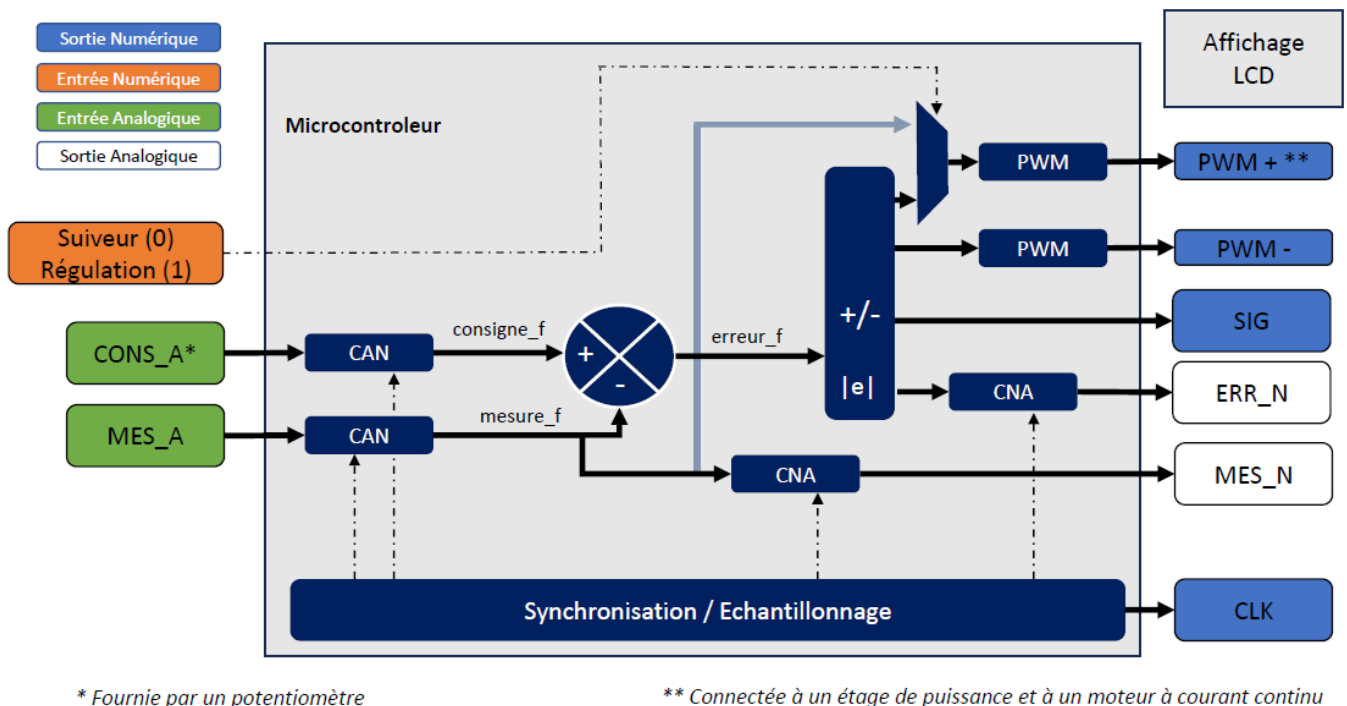 Sortie Numérique
Entrée Numérique
Entrée Analogique
Sortie Analogique
Affichage
LCD
Microcontroleur
PWM
PWM + **
Suiveur (0)
Régulation (1)
PWM
PWM -
+/-
SIG
CONS_A*
CAN
consigne_f
+
-
erreur_f
|e|
CNA
ERR_N
MES_A
CAN
mesure_f
CNA
MES_N
Synchronisation / Echantillonnage
CLK
* Fournie par un potentiomètre
** Connectée à un étage de puissance et à un moteur à courant continu